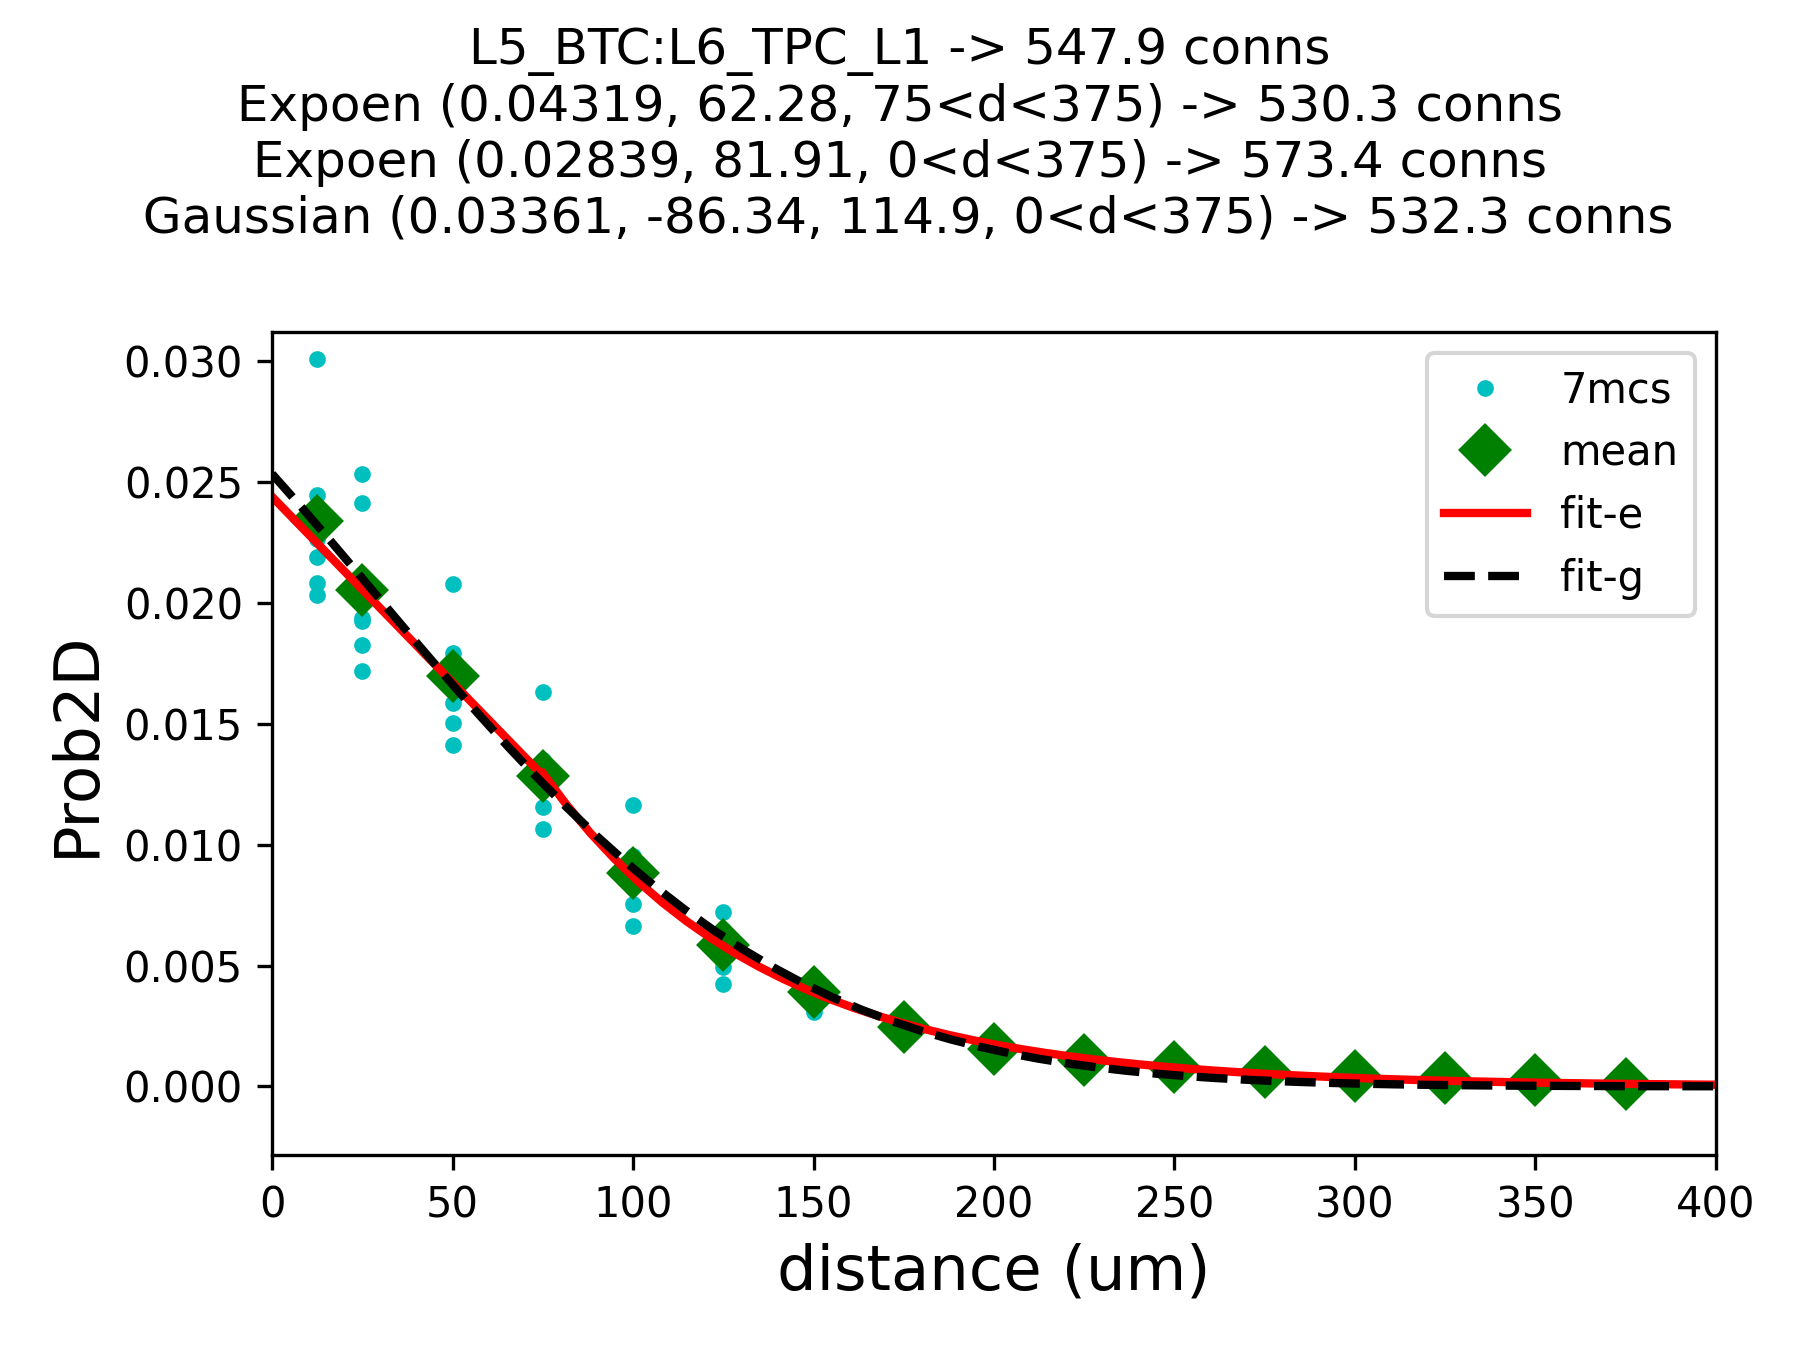 L5_BTC:L6_TPC_L1 -> 547.9 conns
Expoen (0.04319, 62.28, 75<d<375) -> 530.3 conns
Expoen (0.02839, 81.91, 0<d<375) -> 573.4 conns
Gaussian (0.03361, -86.34, 114.9, 0<d<375) -> 532.3 conns
0.030
0.025
0.020
0.015
0.010
0.005
0.000
Prob2D
7mcs
mean
fit-e
fit-g
0 50 100 150 200 250 300 350 400
distance (um)